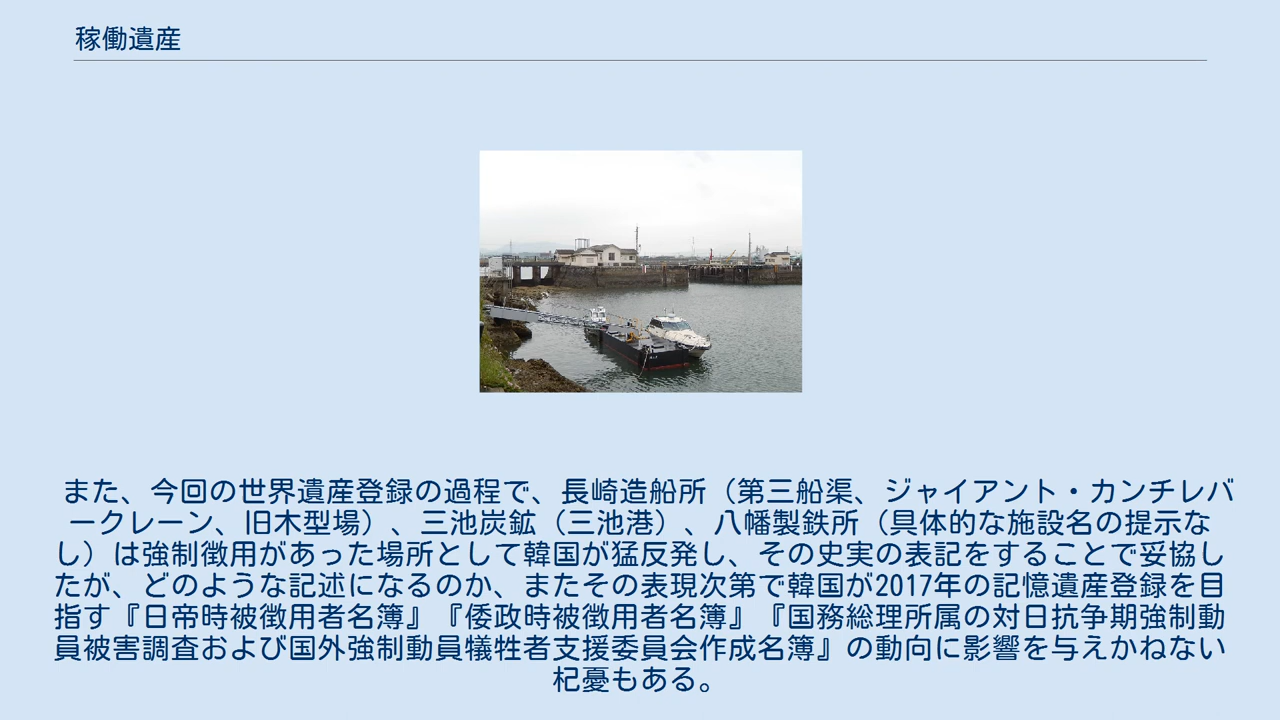 稼働遺産
また、今回の世界遺産登録の過程で、長崎造船所（第三船渠、ジャイアント・カンチレバ
ークレーン、旧木型場）、三池炭鉱（三池港）、八幡製鉄所（具体的な施設名の提示な
し）は強制徴用があった場所として韓国が猛反発し、その史実の表記をすることで妥協し
たが、どのような記述になるのか、またその表現次第で韓国が2017年の記憶遺産登録を目
指す『日帝時被徴用者名簿』『倭政時被徴用者名簿』『国務総理所属の対日抗争期強制動
員被害調査および国外強制動員犠牲者支援委員会作成名簿』の動向に影響を与えかねない
杞憂もある。